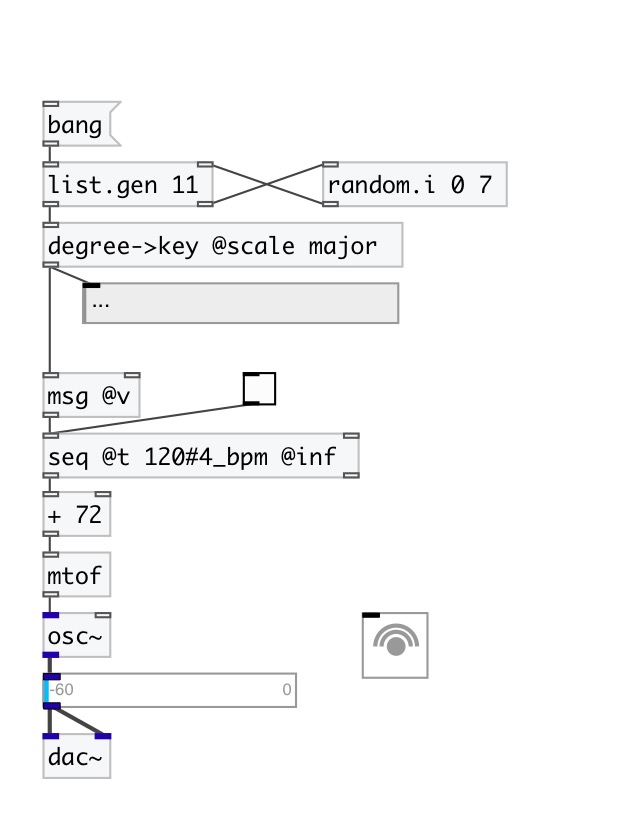 bang
list.gen 11
random.i 0 7
degree->key @scale major
...
msg @v
seq @t 120#4_bpm @inf
+ 72
mtof
osc~
-60 0
dac~